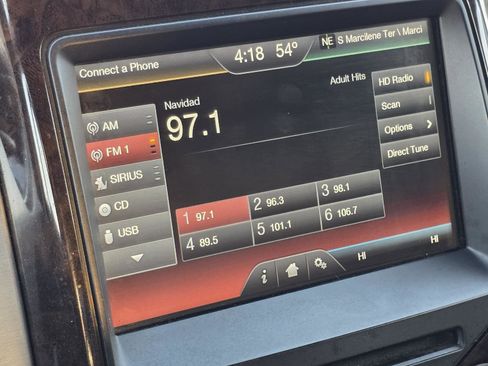 Connect a Phone
4:18 54°
NE S Marcilene Ter \ Marci
Adult Hits
HD Radio
Navidad
97.1
AM
Scan
FM 1
Options
SIRIUS
Direct Tune
CD
USB
1 97.1
2 96.3
3 98.1
4 89.5
5 101.1
6 106.7
i
HI
HI